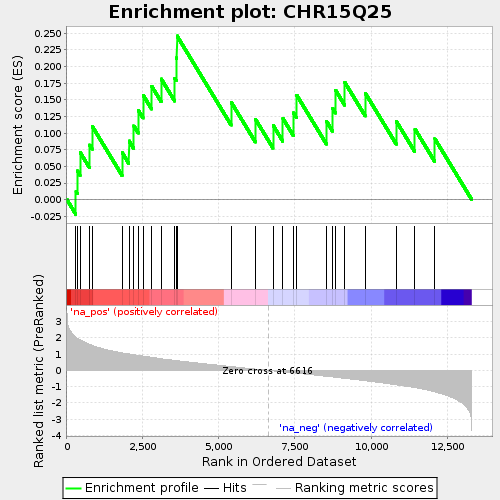 Enrichment plot: CHR15Q25
Enrichment score (ES)
0.250
0.225
0.200
0.175
0.150
0.125
0.100
0.075
0.050
0.025
0.000
-0.025
'na_pos' (positively correlated)
Ranked list metric (PreRanked)
3
2
1
0
-1
-2
-3
-4
Zero cross at 6616
'na_neg' (negatively correlated)
0 2,500 5,000 7,500 10,000 12,500
Rank in Ordered Dataset
Enrichment profile Hits Ranking metric scores